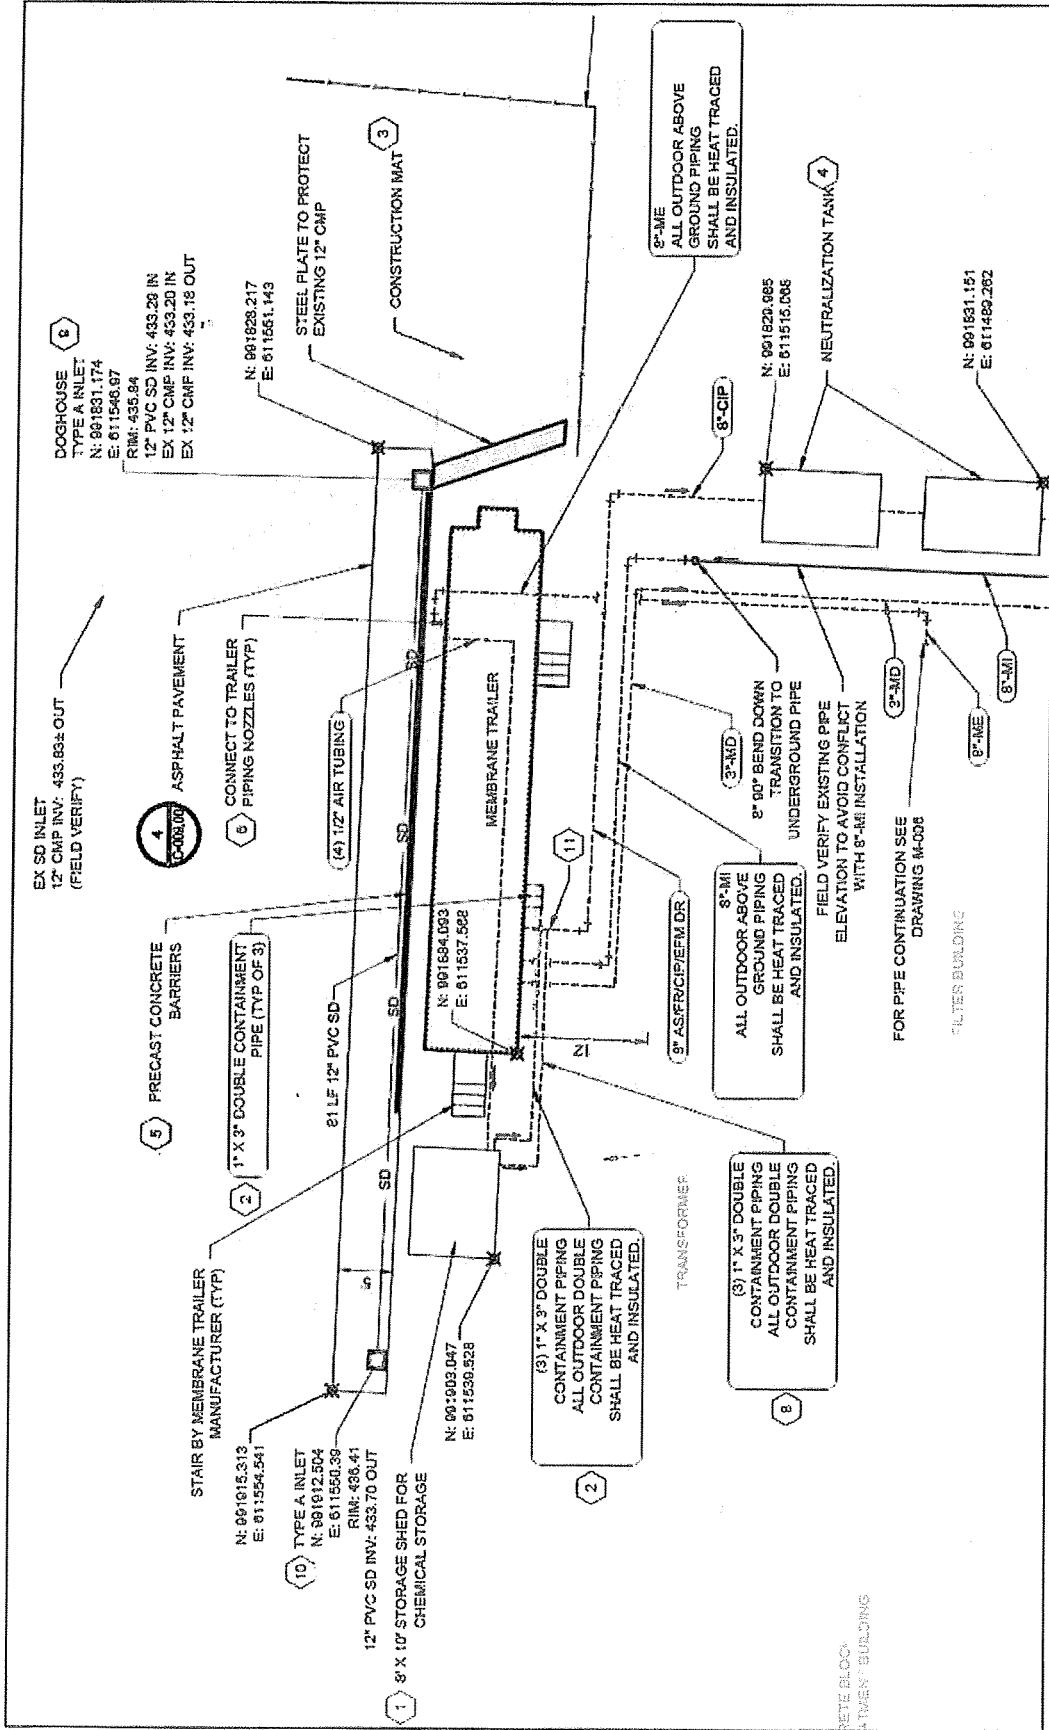 EX SD INLET
12" CMP INV: 433.83± OUT
(FIELD VERIFY)
DOGHOUSE
TYPE A INLET
N: 991831.174
E: 611546.97
RIM: 435.84
12" PVC SD INV: 433.29 IN
EX 12" CMP INV: 433.20 IN
EX 12" CMP INV: 433.18 OUT
N: 991828.217
E: 611551.143
STEEL PLATE TO PROTECT
EXISTING 12" CMP
3
CONSTRUCTION MAT
4
ASPHALT PAVEMENT
6
CONNECT TO TRAILER
PIPING NOZZLES (TYP)
(4) 1/2" AIR TUBING
5
PRECAST CONCRETE
BARRIERS
2
1" X 3" DOUBLE CONTAINMENT
PIPE (TYP OF 3)
81 LF 12" PVC SD
SD
SD
SD
SD
STAIR BY MEMBRANE TRAILER
MANUFACTURER (TYP)
N: 991915.313
E: 611554.541
5
10
TYPE A INLET
N: 991912.504
E: 611550.39
RIM: 436.41
12" PVC SD INV: 433.70 OUT
1
8' X 10' STORAGE SHED FOR
CHEMICAL STORAGE
N: 991903.047
E: 611539.528
MEMBRANE TRAILER
N: 991884.093
E: 611537.568
11
12
8"-ME
ALL OUTDOOR ABOVE
GROUND PIPING
SHALL BE HEAT TRACED
AND INSULATED.
NEUTRALIZATION TANK
4
N: 991829.985
E: 611515.068
N: 991831.151
E: 611489.262
8"-CIP
3"-MD
8" 90° BEND DOWN
TRANSITION TO
UNDERGROUND PIPE
FIELD VERIFY EXISTING PIPE
ELEVATION TO AVOID CONFLICT
WITH 8"-MI INSTALLATION
3"-MD
8"-ME
8"-MI
8" AS/FR/CIP/EFM DR
8"-MI
ALL OUTDOOR ABOVE
GROUND PIPING
SHALL BE HEAT TRACED
AND INSULATED.
FOR PIPE CONTINUATION SEE
DRAWING M-006
FILTER BUILDING
(3) 1" X 3" DOUBLE
CONTAINMENT PIPING
ALL OUTDOOR DOUBLE
CONTAINMENT PIPING
SHALL BE HEAT TRACED
AND INSULATED.
2
TRANSFORMER
(3) 1" X 3" DOUBLE
CONTAINMENT PIPING
ALL OUTDOOR DOUBLE
CONTAINMENT PIPING
SHALL BE HEAT TRACED
AND INSULATED.
8
RETE BLOCK
ATMENT BUILDING